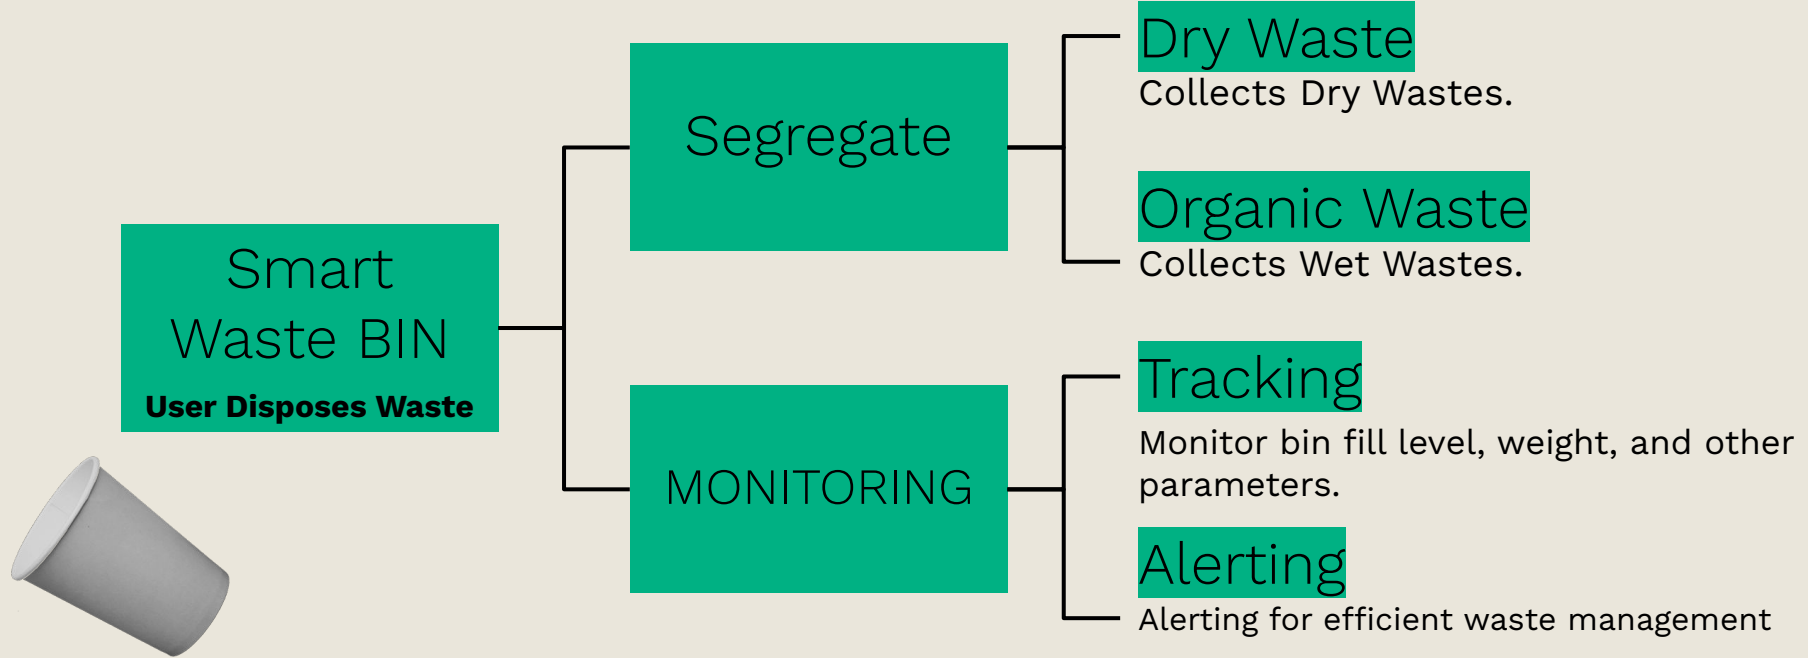 Smart
Waste BIN
User Disposes Waste
Segregate
Dry Waste
Collects Dry Wastes.
Organic Waste
Collects Wet Wastes.
MONITORING
Tracking
Monitor bin fill level, weight, and other
parameters.
Alerting
Alerting for efficient waste management